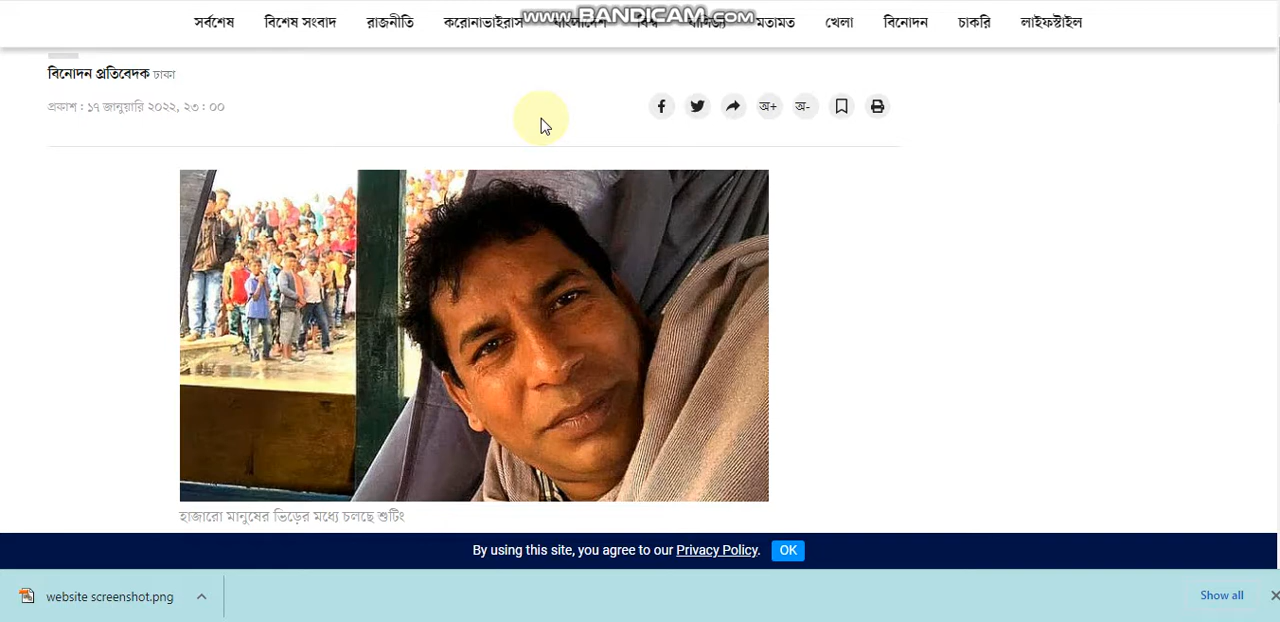 www.BANDICAM.com
সর্বশেষ বিশেষ সংবাদ রাজনীতি করোনাভাইরাস বাংলাদেশ বিশ্ব বাণিজ্য মতামত খেলা বিনোদন চাকরি লাইফস্টাইল
বিনোদন প্রতিবেদক ঢাকা
প্রকাশ : ১৭ জানুয়ারি ২০২২, ২৩ : ০০
অ+ অ-
হাজারো মানুষের ভিড়ের মধ্যে চলছে শুটিং
By using this site, you agree to our Privacy Policy. OK
website screenshot.png
Show all